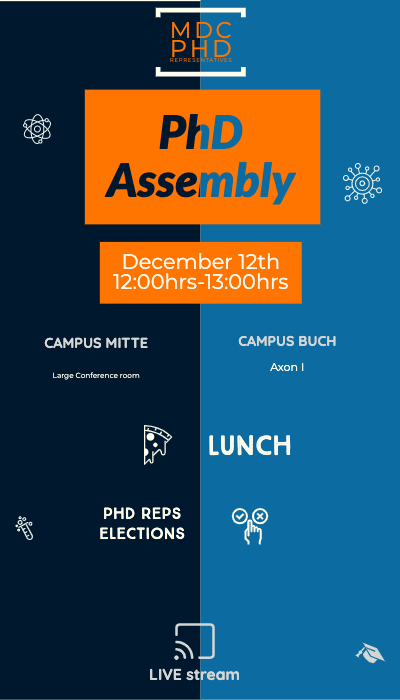 MDC
PHD
REPRESENTATIVES
PhD
Assembly
December 12th
12:00hrs-13:00hrs
CAMPUS MITTE
Large Conference room
CAMPUS BUCH
Axon I
LUNCH
PHD REPS
ELECTIONS
LIVE stream